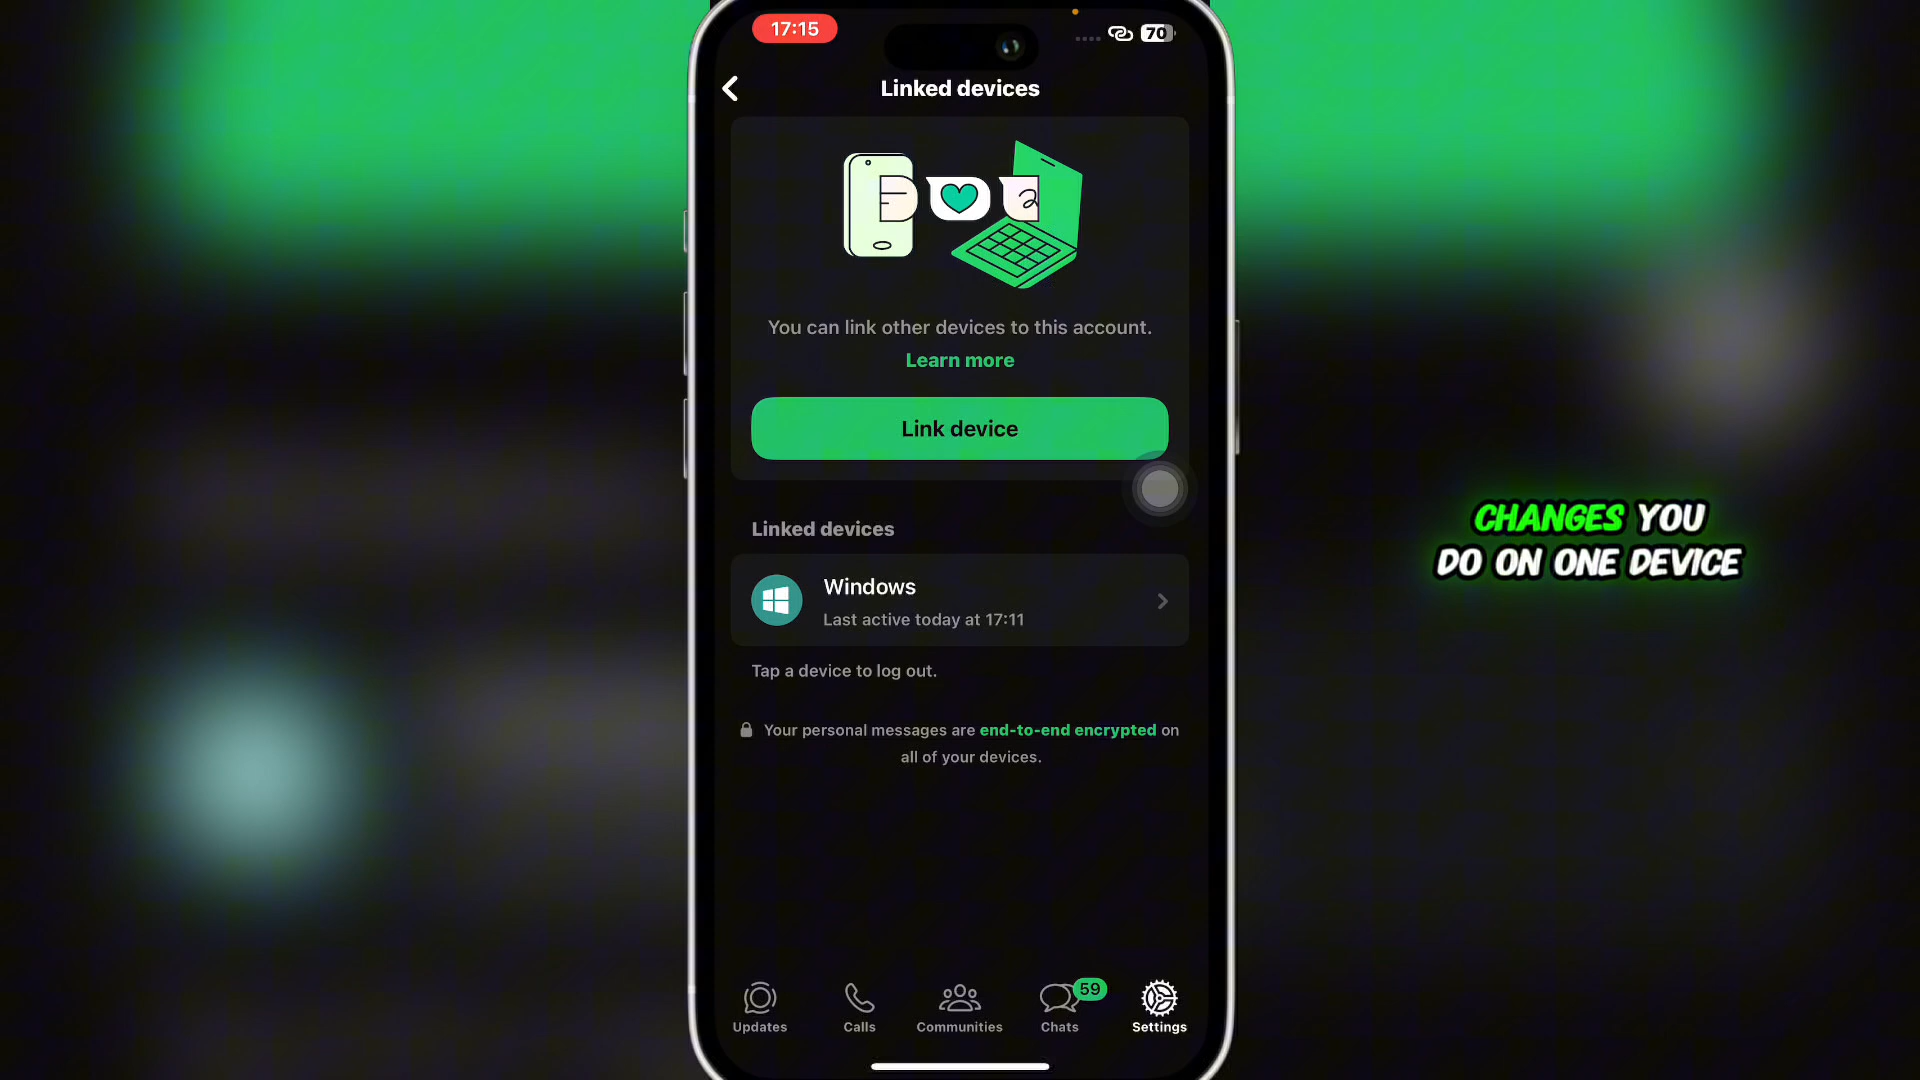 17:15
70
Linked devices
You can link other devices to this account.
Learn more
Link device
Linked devices
Windows
Last active today at 17:11
Tap a device to log out.
Your personal messages are end-to-end encrypted on
all of your devices.
59
Updates
Calls
Communities
Chats
Settings
CHANGES YOU
DO ON ONE DEVICE